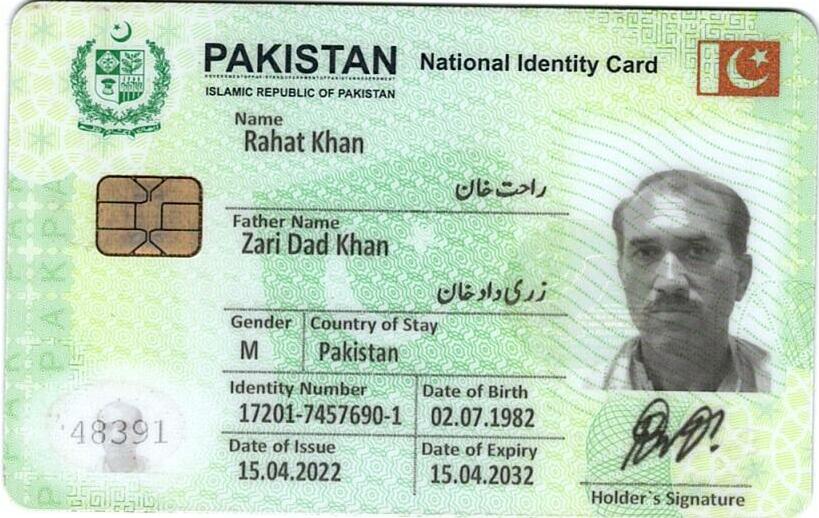 PAKISTAN National Identity Card
ISLAMIC REPUBLIC OF PAKISTAN
Name
Rahat Khan
راحت خان
Father Name
Zari Dad Khan
زری داد خان
Gender Country of Stay
M Pakistan
Identity Number Date of Birth
17201-7457690-1 02.07.1982
Date of Issue Date of Expiry
15.04.2022 15.04.2032
48391
Holder`s Signature